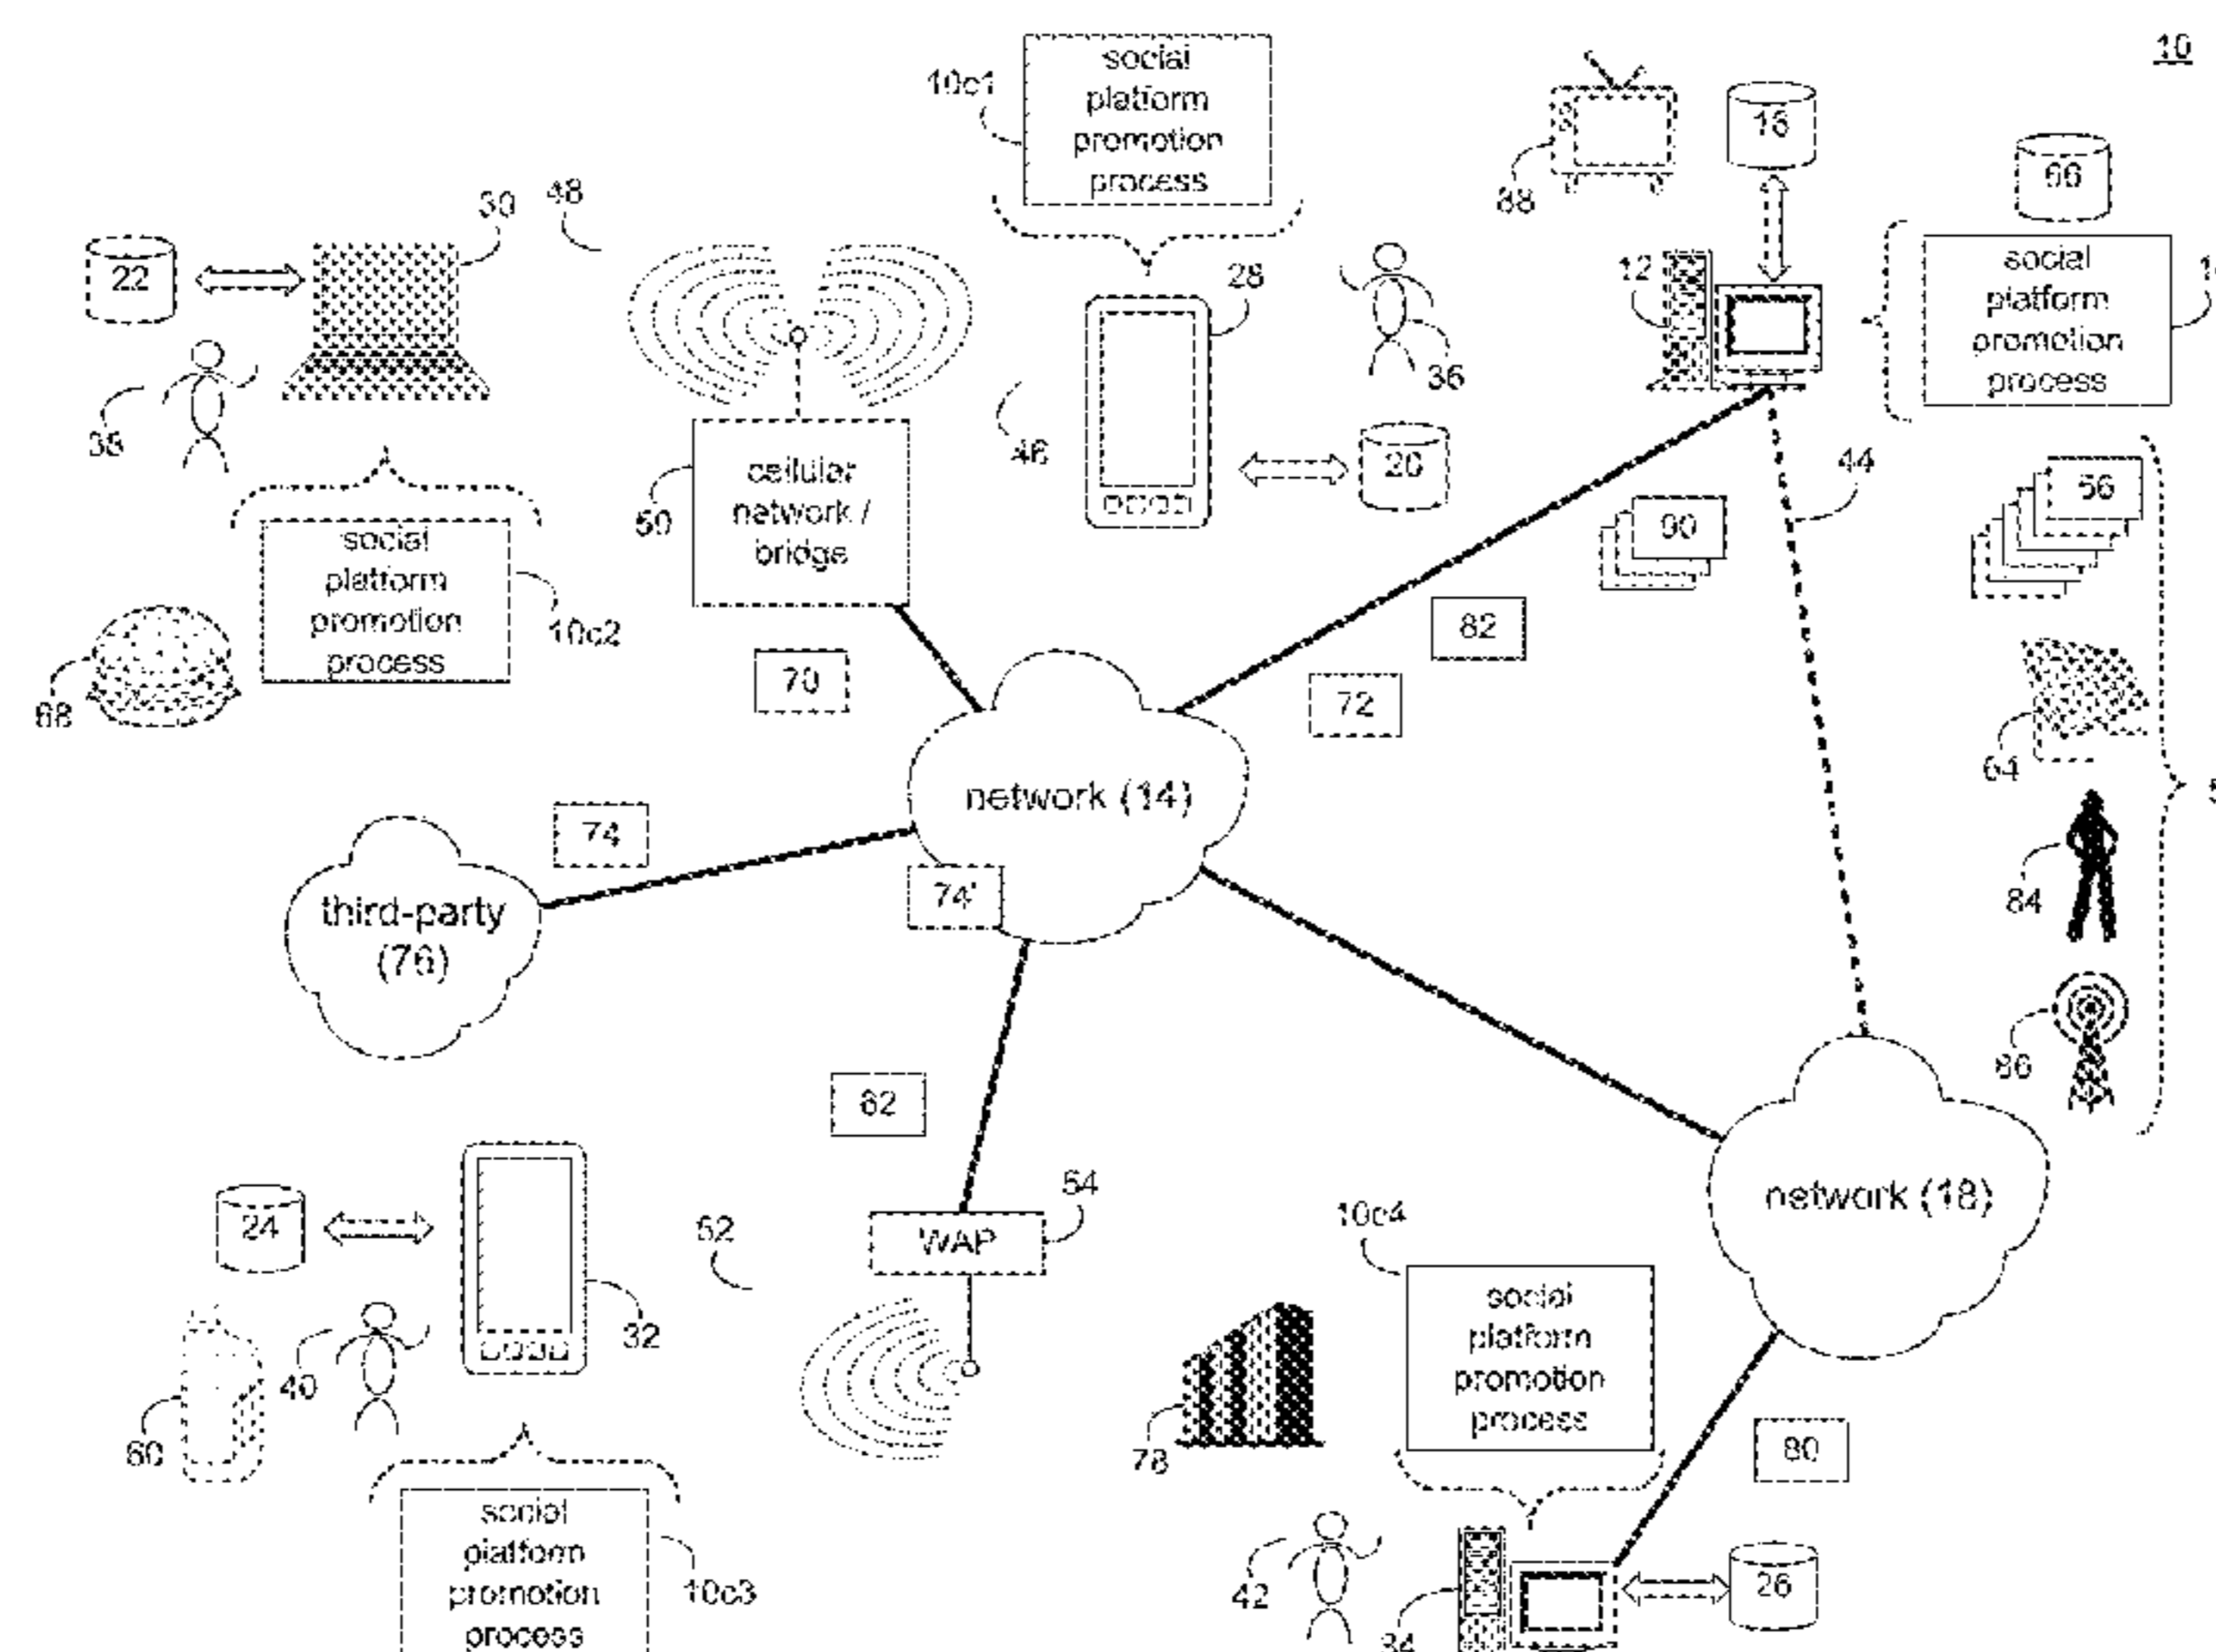 10
social
platform
promotion
process
10c1
88
16
66
48
30
22
28
12
social
platform
promotion
process
36
38
46
20
44
cellular
network /
bridge
50
56
90
social
platform
promotion
process
10c2
82
68
70
72
64
network (14)
74
74'
third-party
(76)
84
86
62
54
WAP
52
network (18)
24
10c4
social
platform
promotion
process
32
40
60
78
80
social
platform
promotion
process
10c3
42
34
26